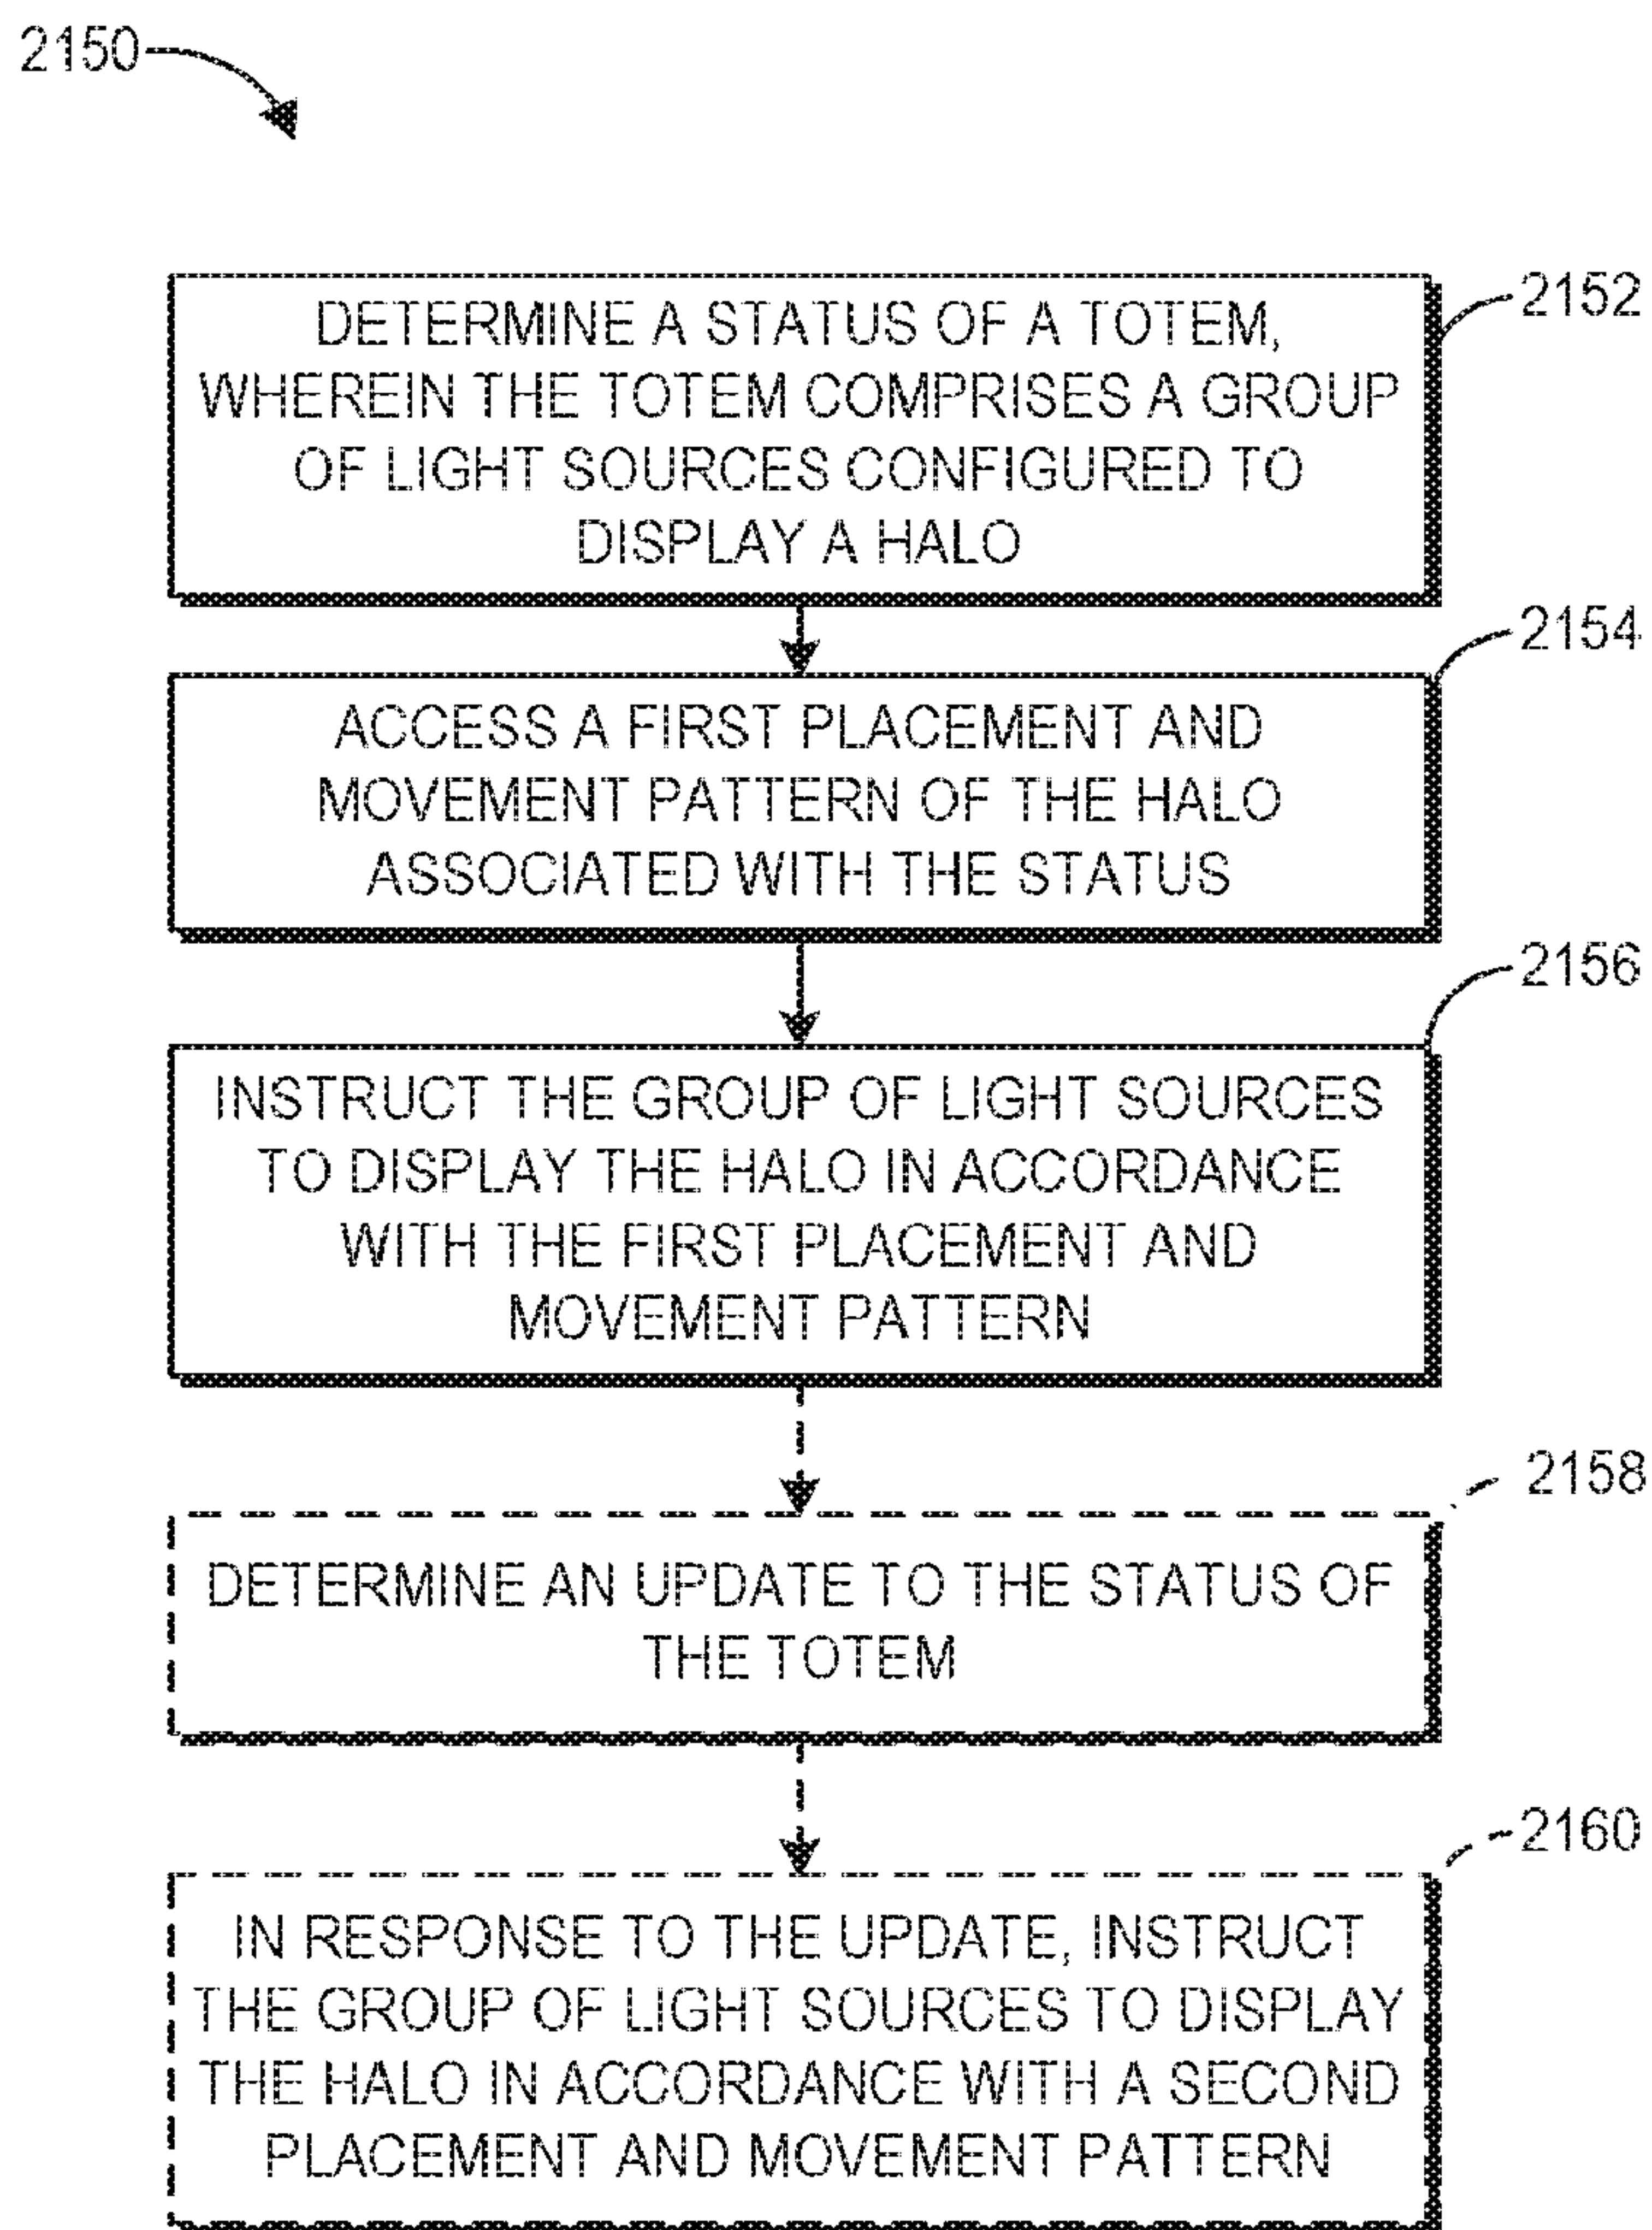 2150
DETERMINE A STATUS OF A TOTEM,
2152
WHEREIN THE TOTEM COMPRISES A GROUP
OF LIGHT SOURCES CONFIGURED TO
DISPLAY A HALO
2154
ACCESS A FIRST PLACEMENT AND
MOVEMENT PATTERN OF THE HALO
ASSOCIATED WITH THE STATUS
2156
INSTRUCT THE GROUP OF LIGHT SOURCES
TO DISPLAY THE HALO IN ACCORDANCE
WITH THE FIRST PLACEMENT AND
MOVEMENT PATTERN
2158
DETERMINE AN UPDATE TO THE STATUS OF
THE TOTEM
2160
IN RESPONSE TO THE UPDATE, INSTRUCT
THE GROUP OF LIGHT SOURCES TO DISPLAY
THE HALO IN ACCORDANCE WITH A SECOND
PLACEMENT AND MOVEMENT PATTERN